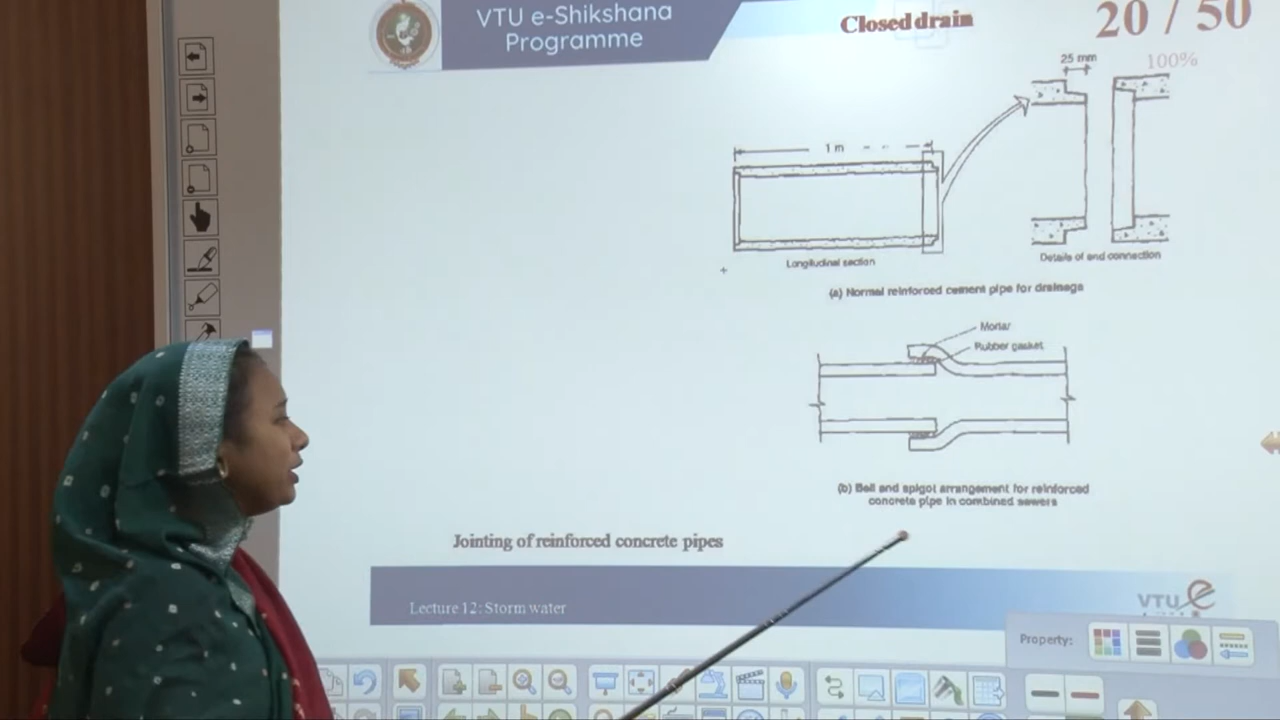 VTU e-Shikshana
Programme
Closed drain
20 / 50
100%
25 mm
1 m
Longitudinal section
Details of end connection
(a) Normal reinforced cement pipe for drainage
Mortar
Rubber gasket
(b) Bell and spigot arrangement for reinforced
concrete pipe in combined sewers
Jointing of reinforced concrete pipes
Lecture 12: Storm water
VTU e
Property: